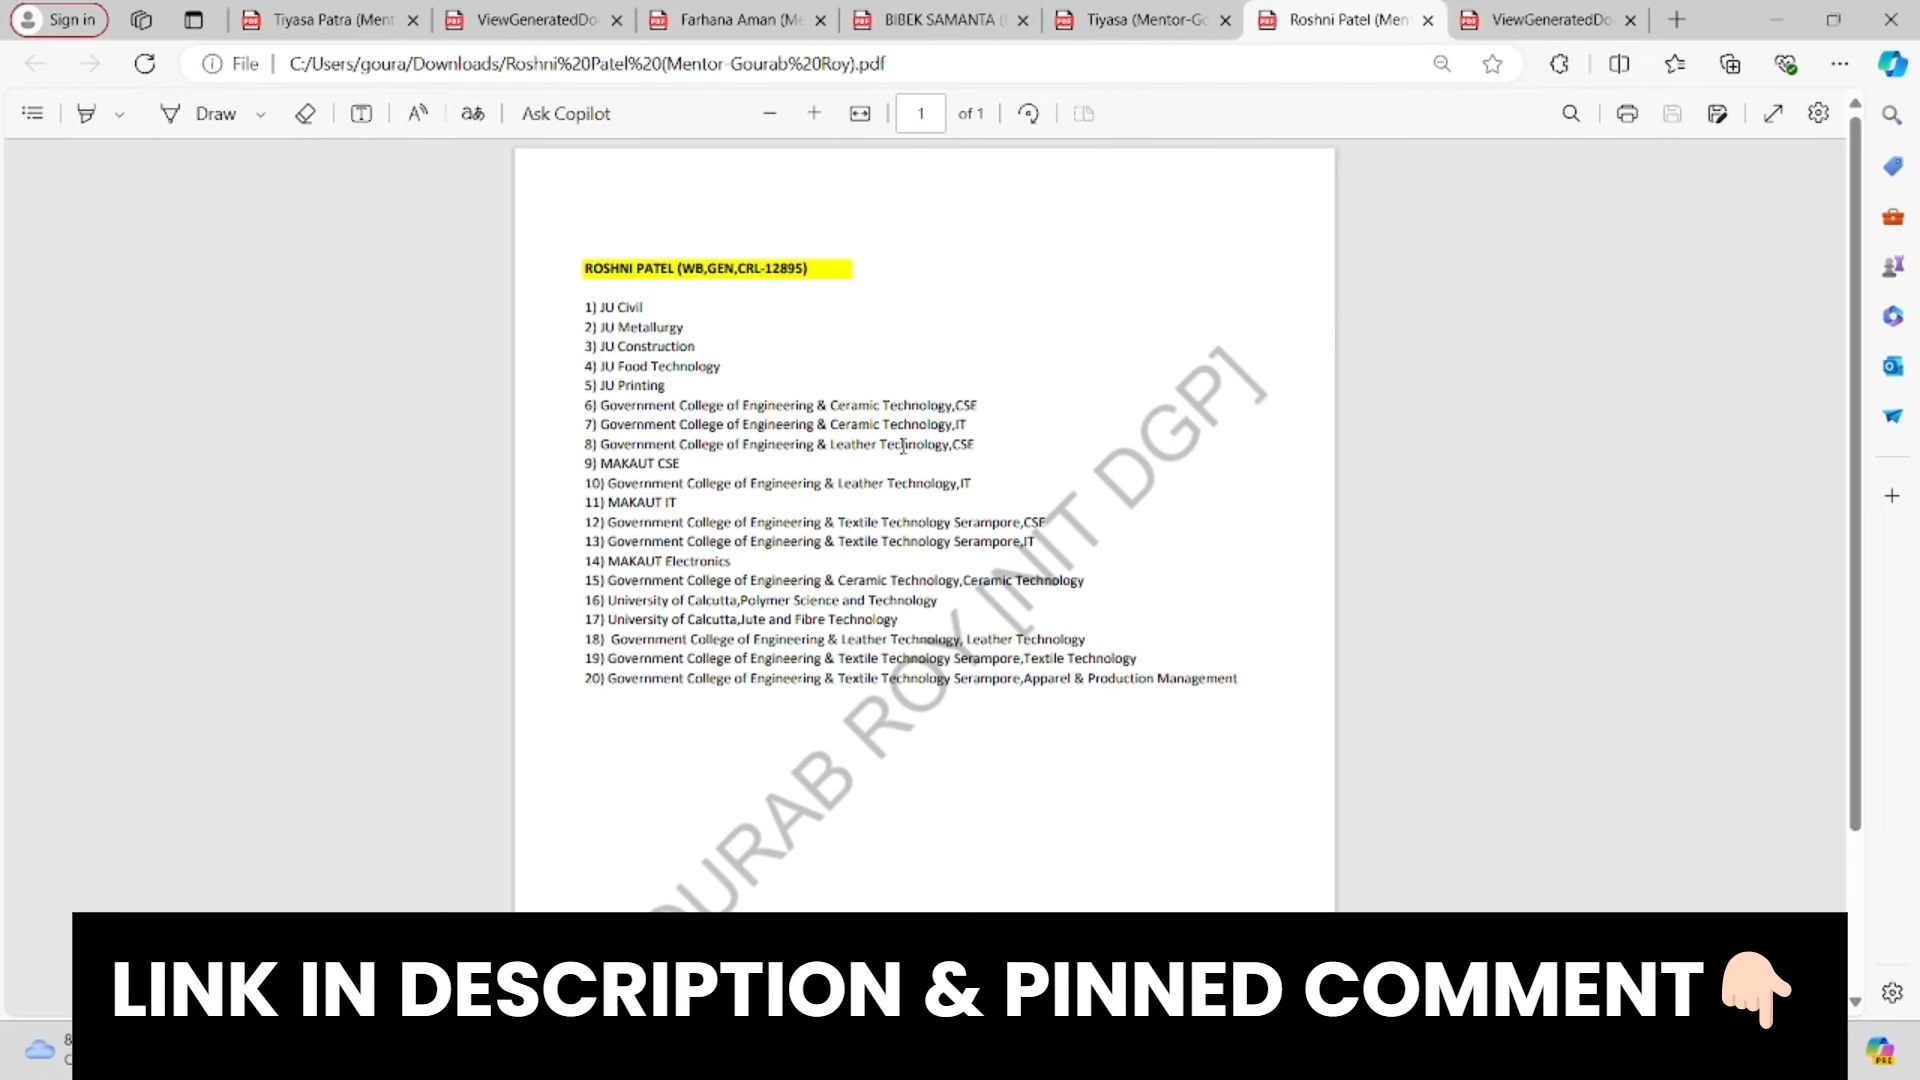 Sign in
Tiyasa Patra (Ment
ViewGeneratedDo
Farhana Aman (Me
BIBEK SAMANTA (
Tiyasa (Mentor-Go
Roshni Patel (Men
ViewGeneratedDo
File
C:/Users/goura/Downloads/Roshni%20Patel%20(Mentor-Gourab%20Roy).pdf
Draw
Ask Copilot
1
of 1
ROSHNI PATEL (WB,GEN,CRL-12895)
1) JU Civil
2) JU Metallurgy
3) JU Construction
4) JU Food Technology
5) JU Printing
6) Government College of Engineering & Ceramic Technology,CSE
7) Government College of Engineering & Ceramic Technology,IT
8) Government College of Engineering & Leather Technology,CSE
9) MAKAUT CSE
10) Government College of Engineering & Leather Technology,IT
11) MAKAUT IT
12) Government College of Engineering & Textile Technology Serampore,CSE
13) Government College of Engineering & Textile Technology Serampore,IT
14) MAKAUT Electronics
15) Government College of Engineering & Ceramic Technology,Ceramic Technology
16) University of Calcutta,Polymer Science and Technology
17) University of Calcutta,Jute and Fibre Technology
18) Government College of Engineering & Leather Technology, Leather Technology
19) Government College of Engineering & Textile Technology Serampore,Textile Technology
20) Government College of Engineering & Textile Technology Serampore,Apparel & Production Management
OURAB ROY [NIT DGP]
LINK IN DESCRIPTION & PINNED COMMENT